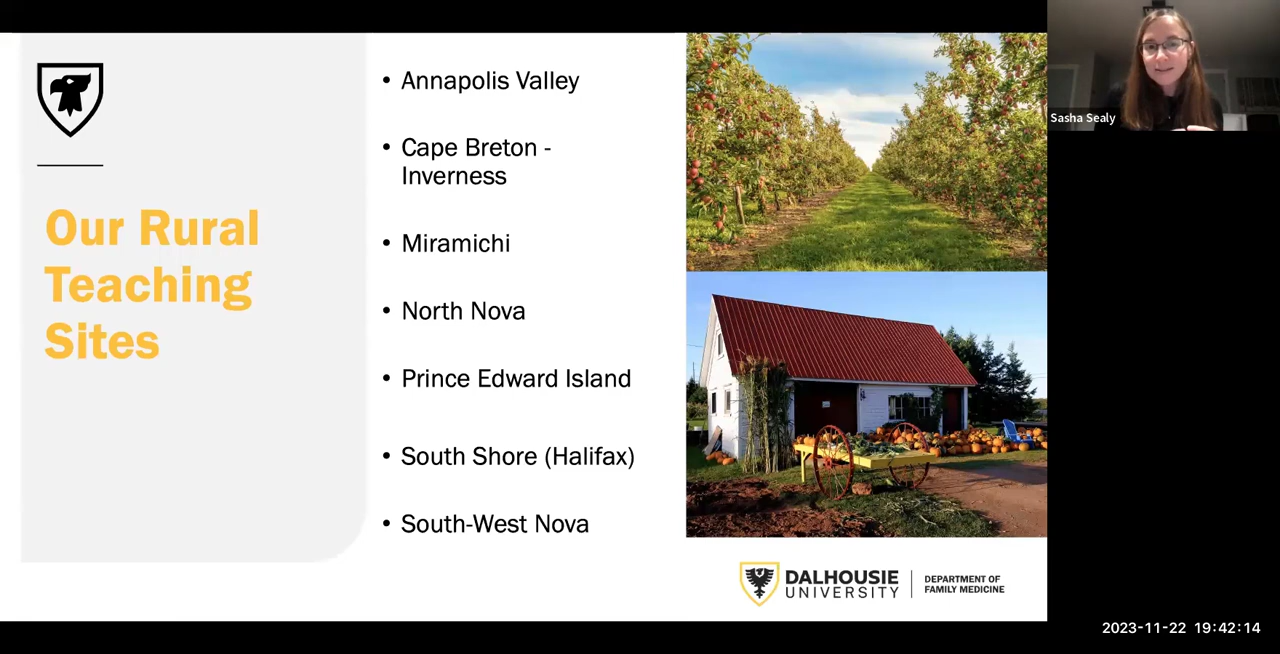 Our Rural
Teaching
Sites
• Annapolis Valley
• Cape Breton -
Inverness
• Miramichi
• North Nova
• Prince Edward Island
• South Shore (Halifax)
• South-West Nova
DALHOUSIE
UNIVERSITY
DEPARTMENT OF
FAMILY MEDICINE
Sasha Sealy
2023-11-22 19:42:14